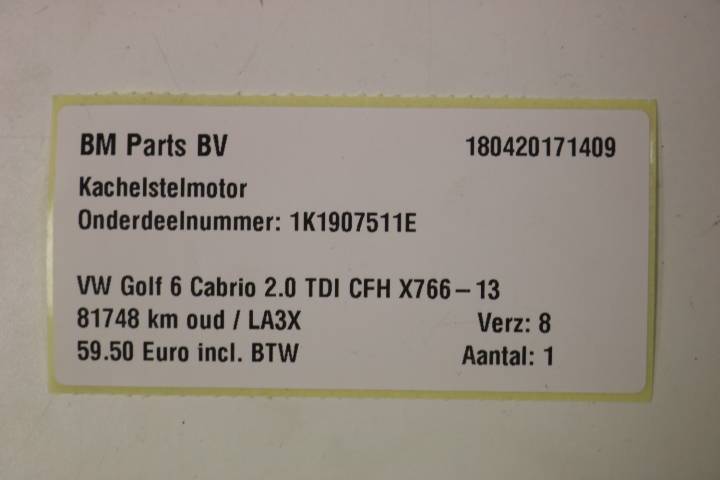 BM Parts BV 180420171409
Kachelstelmotor
Onderdeelnummer: 1K1907511E
VW Golf 6 Cabrio 2.0 TDI CFH X766-13
81748 km oud / LA3X Verz: 8
59.50 Euro incl. BTW Aantal: 1